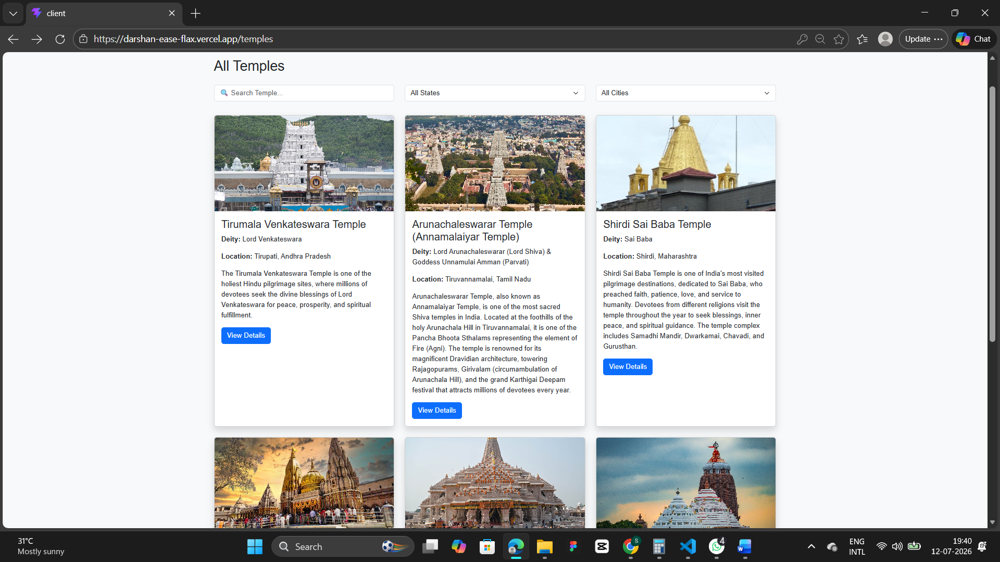 client
https://darshan-ease-flax.vercel.app/temples
Update
Chat
All Temples
Search Temple...
All States
All Cities
Tirumala Venkateswara Temple
Deity: Lord Venkateswara
Location: Tirupati, Andhra Pradesh
The Tirumala Venkateswara Temple is one of the
holiest Hindu pilgrimage sites, where millions of
devotees seek the divine blessings of Lord
Venkateswara for peace, prosperity, and spiritual
fulfillment.
View Details
Arunachaleswarar Temple
(Annamalaiyar Temple)
Deity: Lord Arunachaleswarar (Lord Shiva) &
Goddess Unnamulai Amman (Parvati)
Location: Tiruvannamalai, Tamil Nadu
Arunachaleswarar Temple, also known as
Annamalaiyar Temple, is one of the most sacred
Shiva temples in India. Located at the foothills of the
holy Arunachala Hill in Tiruvannamalai, it is one of the
Pancha Bhoota Sthalams representing the element of
Fire (Agni). The temple is renowned for its
magnificent Dravidian architecture, towering
Rajagopurams, Girivalam (circumambulation of
Arunachala Hill), and the grand Karthigai Deepam
festival that attracts millions of devotees every year.
View Details
Shirdi Sai Baba Temple
Deity: Sai Baba
Location: Shirdi, Maharashtra
Shirdi Sai Baba Temple is one of India's most visited
pilgrimage destinations, dedicated to Sai Baba, who
preached faith, patience, love, and service to
humanity. Devotees from different religions visit the
temple throughout the year to seek blessings, inner
peace, and spiritual guidance. The temple complex
includes Samadhi Mandir, Dwarkamai, Chavadi, and
Gurusthan.
View Details
31°C
Mostly sunny
Search
S
4
W
ENG
INTL
19:40
12-07-2026